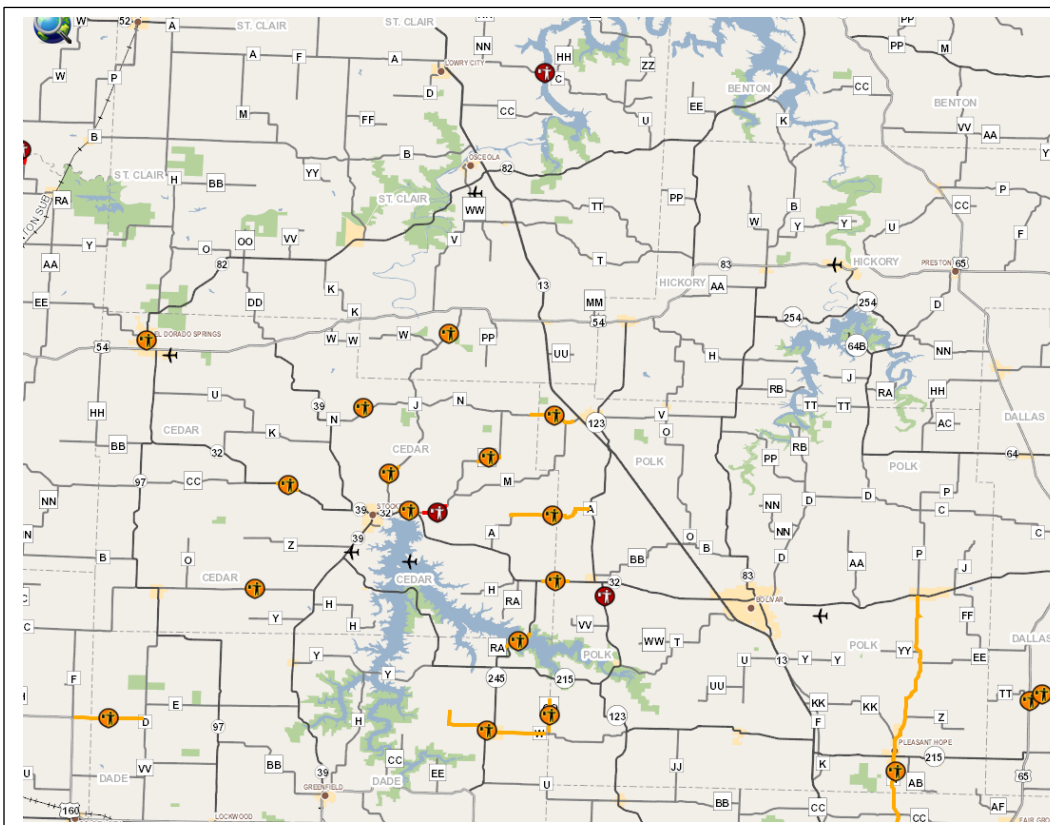 W 52 A ST. CLAIR NN PP
A F A LOWRY CITY HH C ZZ PP M
W P D CC EE BENTON CC
M FF U K BENTON
B B OSCEOLA VV AA
ST. CLAIR H BB YY 82
RA ST. CLAIR WW TT PP B CC P
Y OO VV V W Y Y U F
O T
AA 82 83 HICKORY PRESTON 65
EE DD K 13 HICKORY AA
K MM 254 D
EL DORADO SPRINGS W W W PP 54 254
54 UU 64B NN
H
U RB J HH
HH 39 N J N TT TT RA DALLAS
CEDAR K CEDAR 123 V O AC
BB 32 POLK RB 64
97 CC PP POLK
NN M D D P
39 32 A NN C C
39 A O NN
B O Z BB B D P
CEDAR CEDAR H RA 32 83 AA J
H BOLIVAR
Y H VV FF
C WW T
Y RA POLK 13 POLK YY EE DALLAS
F Y 245 215 U Y Y
UU KK KK TT
E H 123 F Z
D 97 W PLEASANT HOPE
CC 215
VV BB 39 EE JJ K 65
U DADE DADE U AB
GREENFIELD BB CC AF
160 LOCKWOOD CC